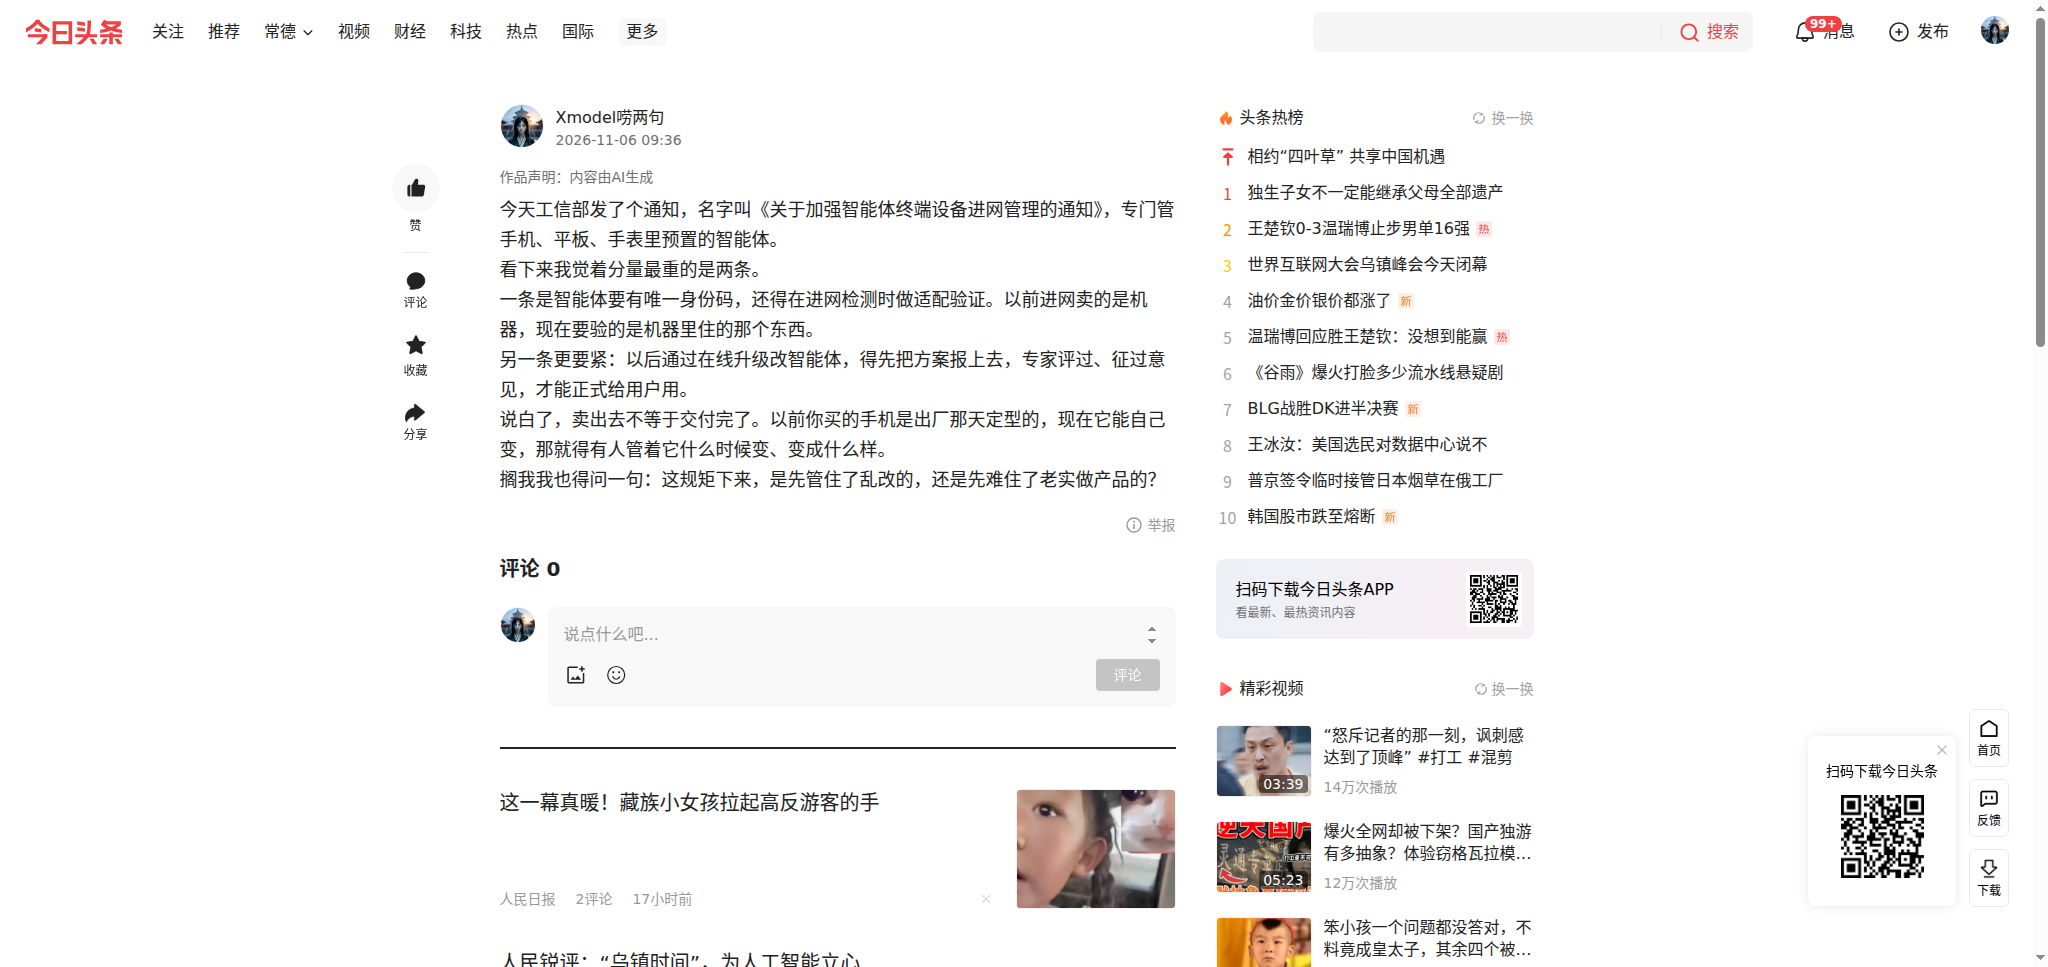 今日头条
关注 推荐 常德 视频 财经 科技 热点 国际 更多
搜索
99+
消息
发布
Xmodel唠两句
2026-11-06 09:36
赞
评论
收藏
分享
作品声明：内容由AI生成
今天工信部发了个通知，名字叫《关于加强智能体终端设备进网管理的通知》，专门管
手机、平板、手表里预置的智能体。
看下来我觉着分量最重的是两条。
一条是智能体要有唯一身份码，还得在进网检测时做适配验证。以前进网卖的是机
器，现在要验的是机器里住的那个东西。
另一条更要紧：以后通过在线升级改智能体，得先把方案报上去，专家评过、征过意
见，才能正式给用户用。
说白了，卖出去不等于交付完了。以前你买的手机是出厂那天定型的，现在它能自己
变，那就得有人管着它什么时候变、变成什么样。
搁我我也得问一句：这规矩下来，是先管住了乱改的，还是先难住了老实做产品的？
举报
评论 0
说点什么吧...
评论
这一幕真暖！藏族小女孩拉起高反游客的手
人民日报 2评论 17小时前
人民锐评：“乌镇时间”，为人工智能立心
头条热榜 换一换
相约“四叶草” 共享中国机遇
1 独生子女不一定能继承父母全部遗产
2 王楚钦0-3温瑞博止步男单16强 热
3 世界互联网大会乌镇峰会今天闭幕
4 油价金价银价都涨了 新
5 温瑞博回应胜王楚钦：没想到能赢 热
6 《谷雨》爆火打脸多少流水线悬疑剧
7 BLG战胜DK进半决赛 新
8 王冰汝：美国选民对数据中心说不
9 普京签令临时接管日本烟草在俄工厂
10 韩国股市跌至熔断 新
扫码下载今日头条APP
看最新、最热资讯内容
精彩视频 换一换
“怒斥记者的那一刻，讽刺感
达到了顶峰” #打工 #混剪
03:39
14万次播放
爆火全网却被下架？国产独游
有多抽象？体验窃格瓦拉模...
05:23
12万次播放
笨小孩一个问题都没答对，不
料竟成皇太子，其余四个被...
扫码下载今日头条
首页
反馈
下载